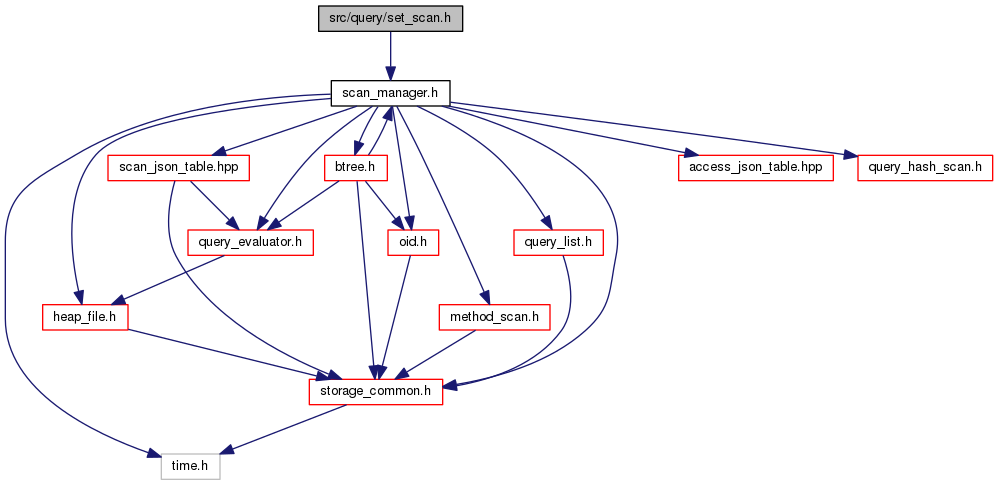 src/query/set_scan.h
scan_manager.h
scan_json_table.hpp
btree.h
access_json_table.hpp
query_hash_scan.h
query_evaluator.h
oid.h
query_list.h
heap_file.h
method_scan.h
storage_common.h
time.h